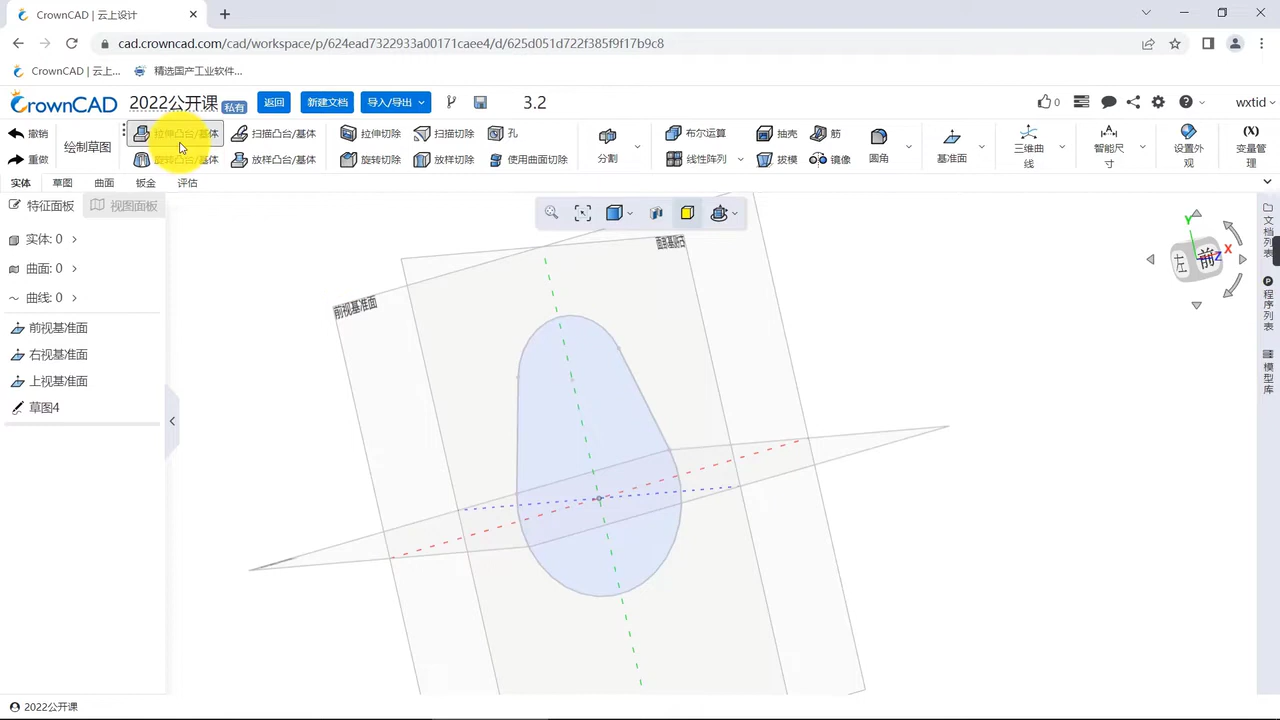 CrownCAD | 云上设计
cad.crowncad.com/cad/workspace/p/624ead7322933a00171caee4/d/625d051d722f385f9f17b9c8
CrownCAD | 云上...
精选国产工业软件...
CrownCAD
2022公开课
私有
返回
新建文档
导入/导出
3.2
0
wxtid
撤销
重做
绘制草图
拉伸凸台/基体
旋转凸台/基体
扫描凸台/基体
放样凸台/基体
拉伸切除
旋转切除
扫描切除
放样切除
孔
使用曲面切除
分割
布尔运算
线性阵列
抽壳
拔模
筋
镜像
圆角
基准面
三维曲
线
智能尺
寸
设置外
观
(X)
变量管
理
实体
草图
曲面
钣金
评估
特征面板
视图面板
实体: 0
曲面: 0
曲线: 0
前视基准面
右视基准面
上视基准面
草图4
前视基准面
右视基准面
Y
X
Z
左
前
文档列表
程序列表
模型库
2022公开课